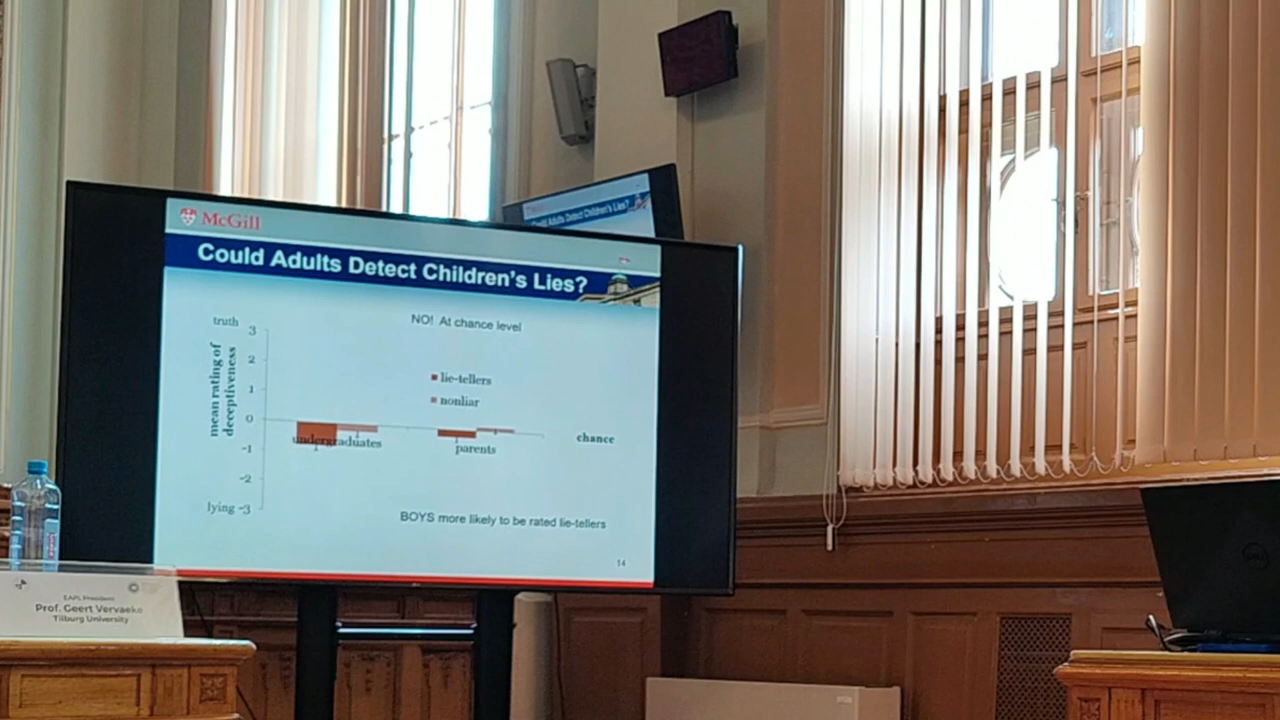 McGill
Could Adults Detect Children's Lies?
Could Adults Detect Children's Lies?
NO! At chance level
truth
3
2
1
0
-1
-2
lying -3
mean rating of
deceptiveness
lie-tellers
nonliar
undergraduates
parents
chance
BOYS more likely to be rated lie-tellers
14
EAPL President
Prof. Geert Vervaeke
Tilburg University